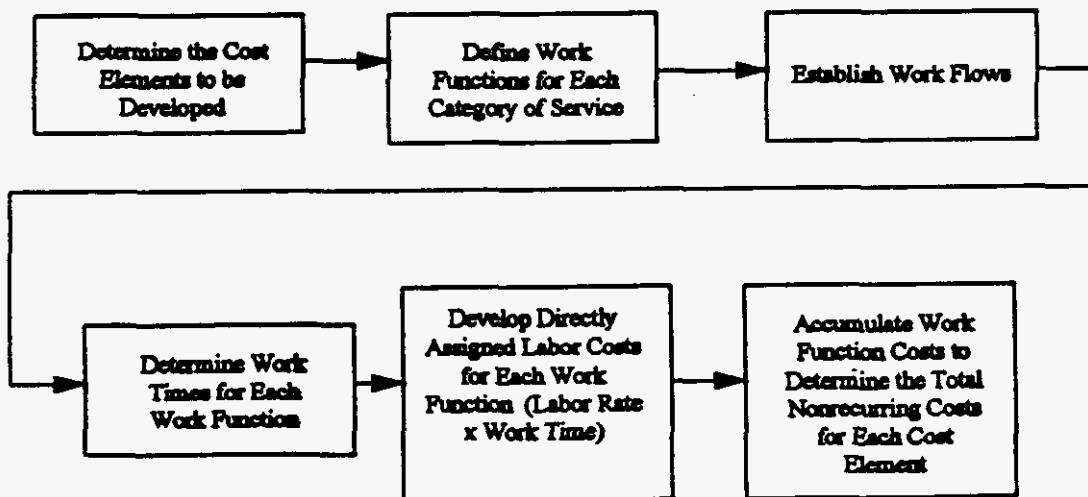 Determine the Cost
Elements to be
Developed
Define Work
Functions for Each
Category of Service
Establish Work Flows
Determine Work
Times for Each
Work Function
Develop Directly
Assigned Labor Costs
for Each Work
Function (Labor Rate
x Work Time)
Accumulate Work
Function Costs to
Determine the Total
Nonrecurring Costs
for Each Cost
Element